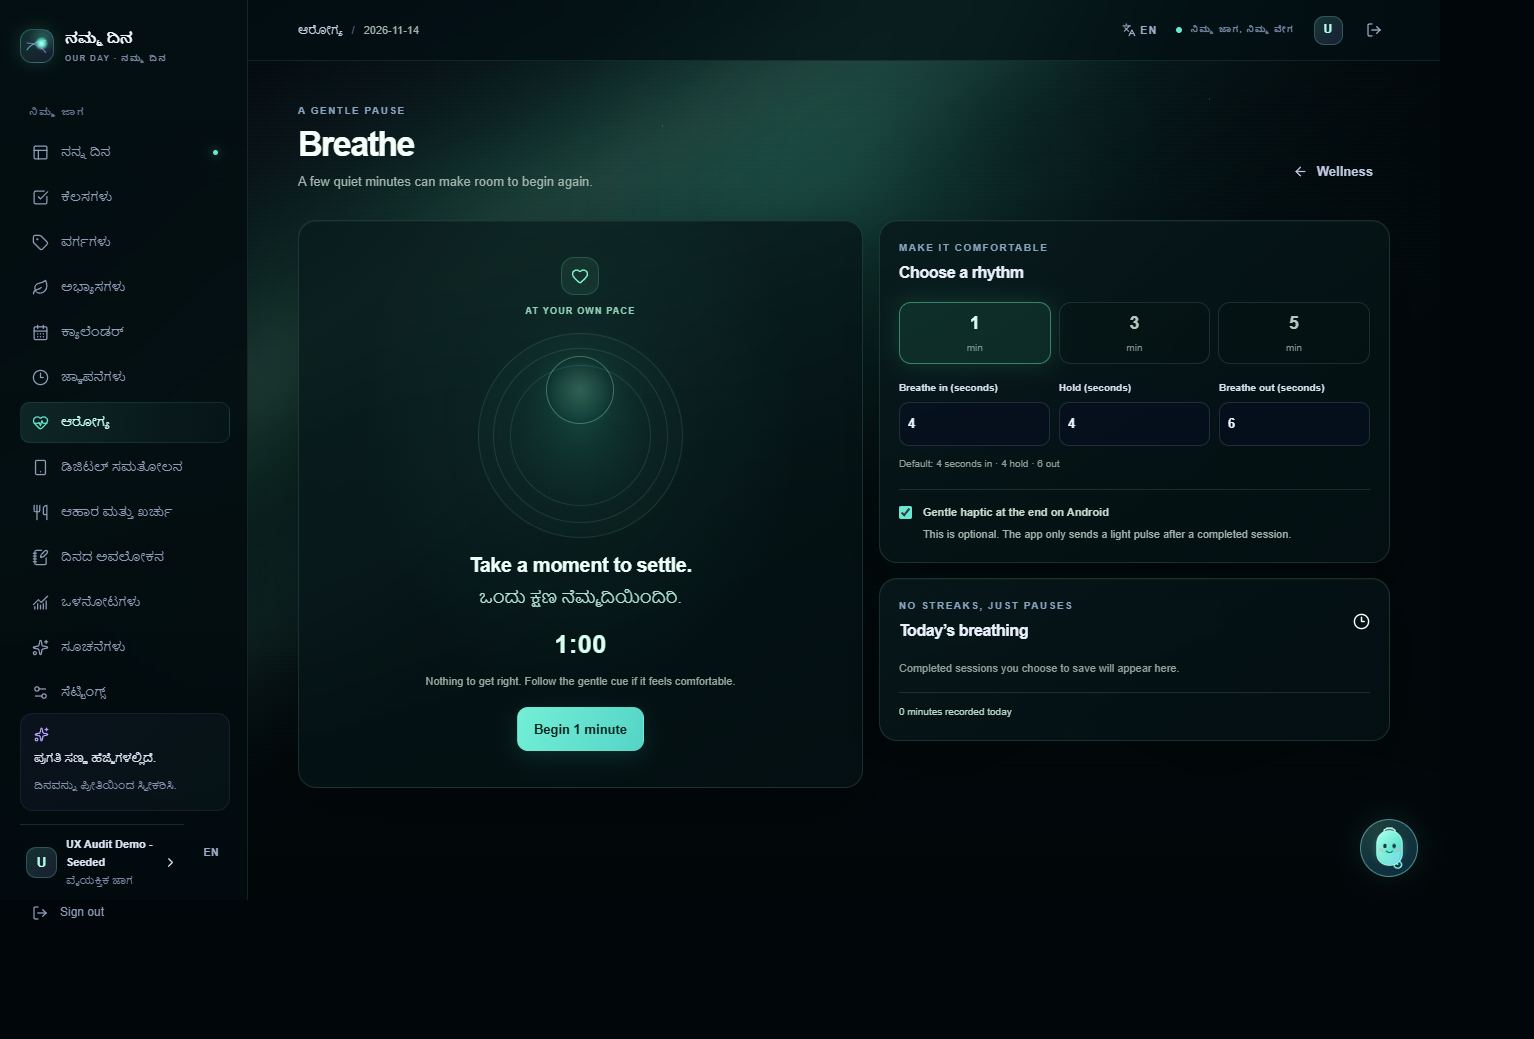 ನಮ್ಮ ದಿನ
OUR DAY · ನಮ್ಮ ದಿನ
ನಿಮ್ಮ ಜಾಗ
ನನ್ನ ದಿನ
ಕೆಲಸಗಳು
ವರ್ಗಗಳು
ಅಭ್ಯಾಸಗಳು
ಕ್ಯಾಲೆಂಡರ್
ಜ್ಞಾಪನೆಗಳು
ಆರೋಗ್ಯ
ಡಿಜಿಟಲ್ ಸಮತೋಲನ
ಆಹಾರ ಮತ್ತು ಖರ್ಚು
ದಿನದ ಅವಲೋಕನ
ಒಳನೋಟಗಳು
ಸೂಚನೆಗಳು
ಸೆಟ್ಟಿಂಗ್ಸ್
ಪ್ರಗತಿ ಸಣ್ಣ ಹೆಜ್ಜೆಗಳಲ್ಲಿದೆ.
ದಿನವನ್ನು ಪ್ರೀತಿಯಿಂದ ಸ್ವೀಕರಿಸಿ.
U
UX Audit Demo -
Seeded
ವೈಯಕ್ತಿಕ ಜಾಗ
EN
Sign out
ಆರೋಗ್ಯ / 2026-11-14
EN
ನಿಮ್ಮ ಜಾಗ, ನಿಮ್ಮ ವೇಗ
U
A GENTLE PAUSE
Breathe
A few quiet minutes can make room to begin again.
Wellness
AT YOUR OWN PACE
Take a moment to settle.
ಒಂದು ಕ್ಷಣ ನೆಮ್ಮದಿಯಿಂದಿರಿ.
1:00
Nothing to get right. Follow the gentle cue if it feels comfortable.
Begin 1 minute
MAKE IT COMFORTABLE
Choose a rhythm
1 3 5
min min min
Breathe in (seconds) Hold (seconds) Breathe out (seconds)
4 4 6
Default: 4 seconds in · 4 hold · 6 out
Gentle haptic at the end on Android
This is optional. The app only sends a light pulse after a completed session.
NO STREAKS, JUST PAUSES
Today’s breathing
Completed sessions you choose to save will appear here.
0 minutes recorded today